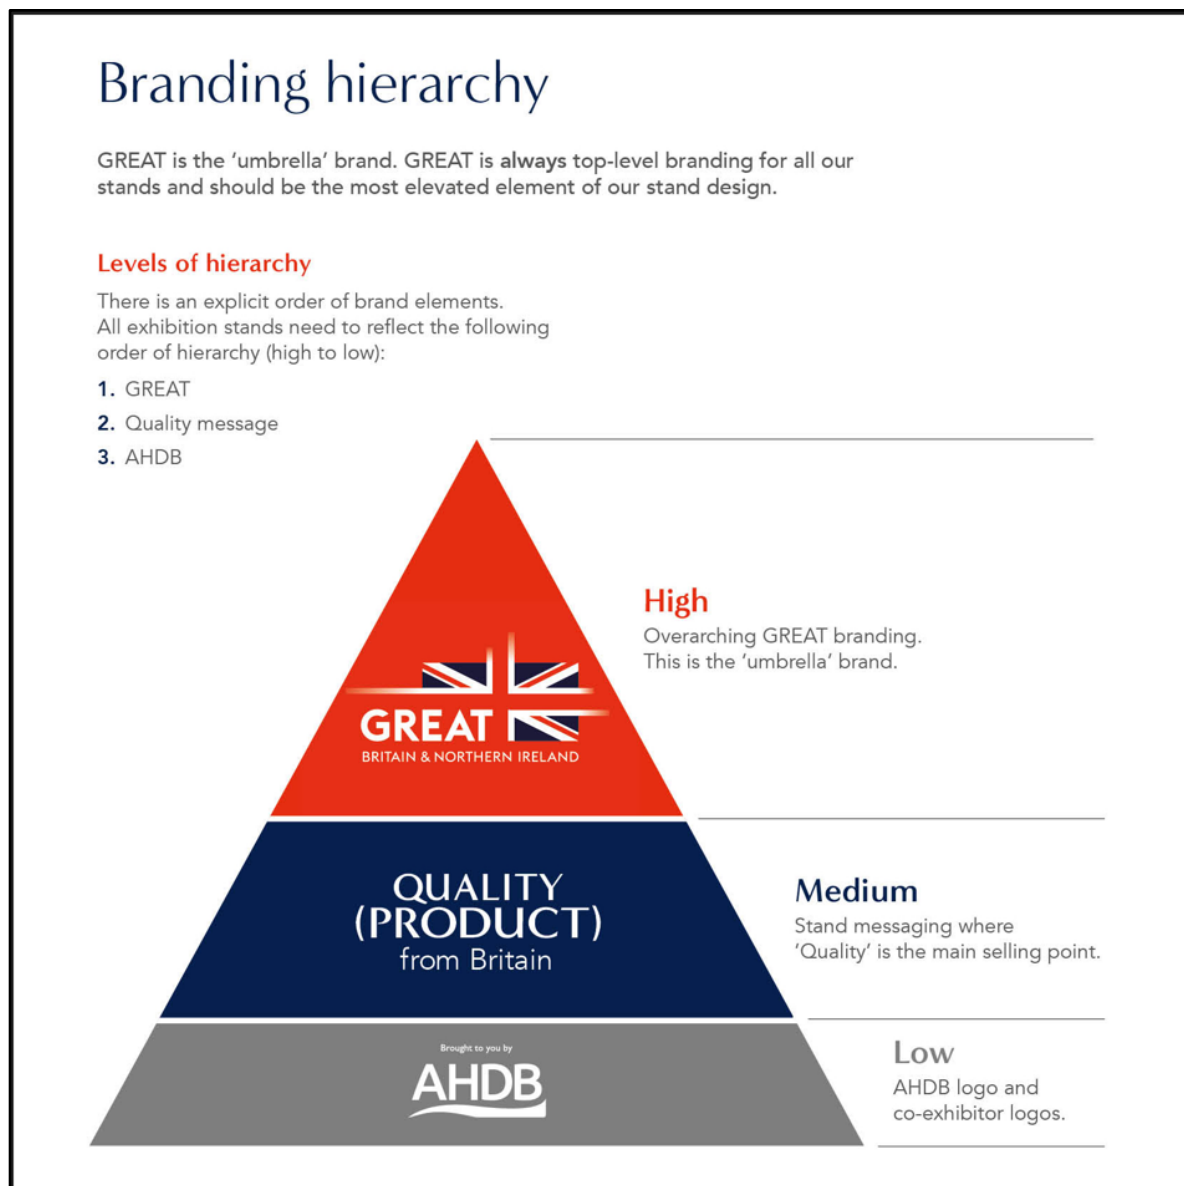 Branding hierarchy
GREAT is the ‘umbrella’ brand. GREAT is always top-level branding for all our
stands and should be the most elevated element of our stand design.
Levels of hierarchy
There is an explicit order of brand elements.
All exhibition stands need to reflect the following
order of hierarchy (high to low):
1. GREAT
2. Quality message
3. AHDB
High
Overarching GREAT branding.
This is the ‘umbrella’ brand.
GREAT
BRITAIN & NORTHERN IRELAND
QUALITY
(PRODUCT)
from Britain
Medium
Stand messaging where
‘Quality’ is the main selling point.
Brought to you by
AHDB
Low
AHDB logo and
co-exhibitor logos.